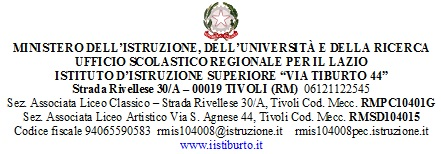 MINISTERO DELL'ISTRUZIONE, DELL'UNIVERSITÀ E DELLA RICERCA
UFFICIO SCOLASTICO REGIONALE PER IL LAZIO
ISTITUTO D'ISTRUZIONE SUPERIORE “VIA TIBURTO 44”
Strada Rivellese 30/A – 00019 TIVOLI (RM) 06121122545
Sez. Associata Liceo Classico – Strada Rivellese 30/A, Tivoli Cod. Mecc. RMPC10401G
Sez. Associata Liceo Artistico Via S. Agnese 44, Tivoli Cod. Mecc. RMSD104015
Codice fiscale 94065590583 rmis104008@istruzione.it rmis104008pec.istruzione.it
www.iistiburto.it